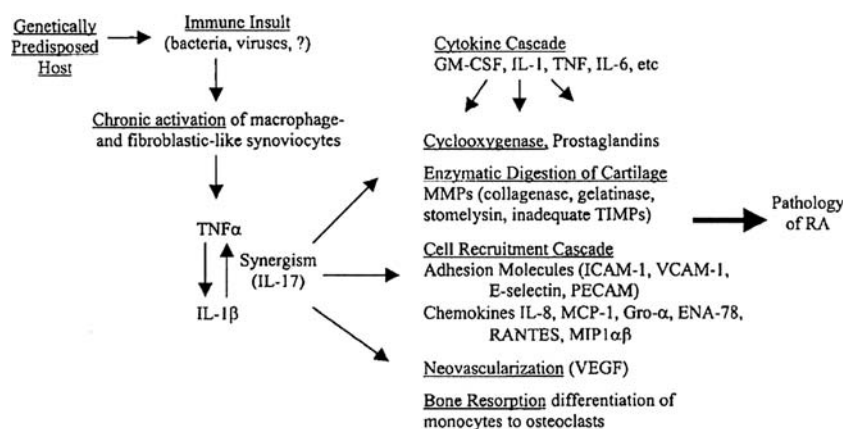 Genetically
Predisposed
Host
Immune Insult
(bacteria, viruses, ?)
Chronic activation of macrophage-
and fibroblastic-like synoviocytes
TNFα
Synergism
(IL-17)
IL-1β
Cytokine Cascade
GM-CSF, IL-1, TNF, IL-6, etc
Cyclooxygenase, Prostaglandins
Enzymatic Digestion of Cartilage
MMPs (collagenase, gelatinase,
stomelysin, inadequate TIMPs)
Cell Recruitment Cascade
Adhesion Molecules (ICAM-1, VCAM-1,
E-selectin, PECAM)
Chemokines IL-8, MCP-1, Gro-α, ENA-78,
RANTES, MIP1αβ
Neovascularization (VEGF)
Bone Resorption differentiation of
monocytes to osteoclasts
Pathology
of RA